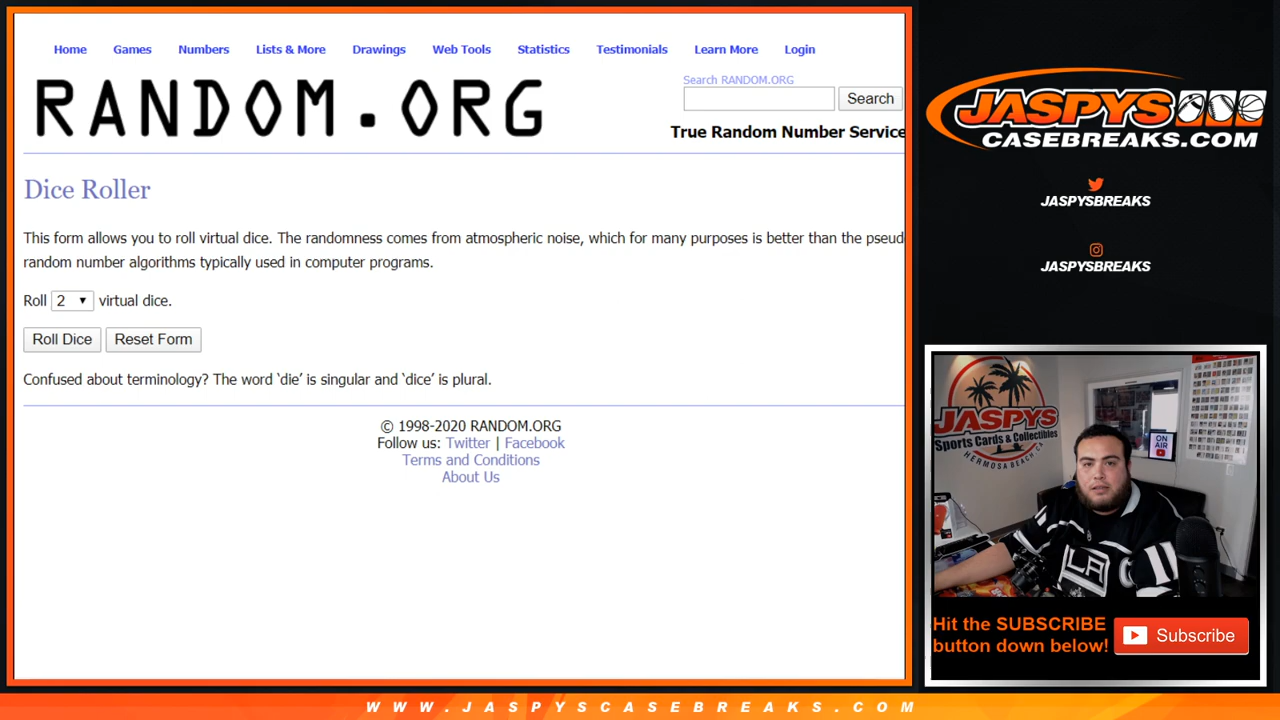 Home Games Numbers Lists & More Drawings Web Tools Statistics Testimonials Learn More Login
RANDOM.ORG
Search RANDOM.ORG
Search
True Random Number Service
Dice Roller
This form allows you to roll virtual dice. The randomness comes from atmospheric noise, which for many purposes is better than the pseud
random number algorithms typically used in computer programs.
Roll 2 virtual dice.
Roll Dice Reset Form
Confused about terminology? The word ‘die’ is singular and ‘dice’ is plural.
© 1998-2020 RANDOM.ORG
Follow us: Twitter | Facebook
Terms and Conditions
About Us
JASPYS
CASEBREAKS.COM
JASPYSBREAKS
JASPYSBREAKS
JASPYS
Sports Cards & Collectibles
HERMOSA BEACH CA
ON
AIR
LA
Hit the SUBSCRIBE
button down below!
Subscribe
WWW.JASPYSCASEBREAKS.COM